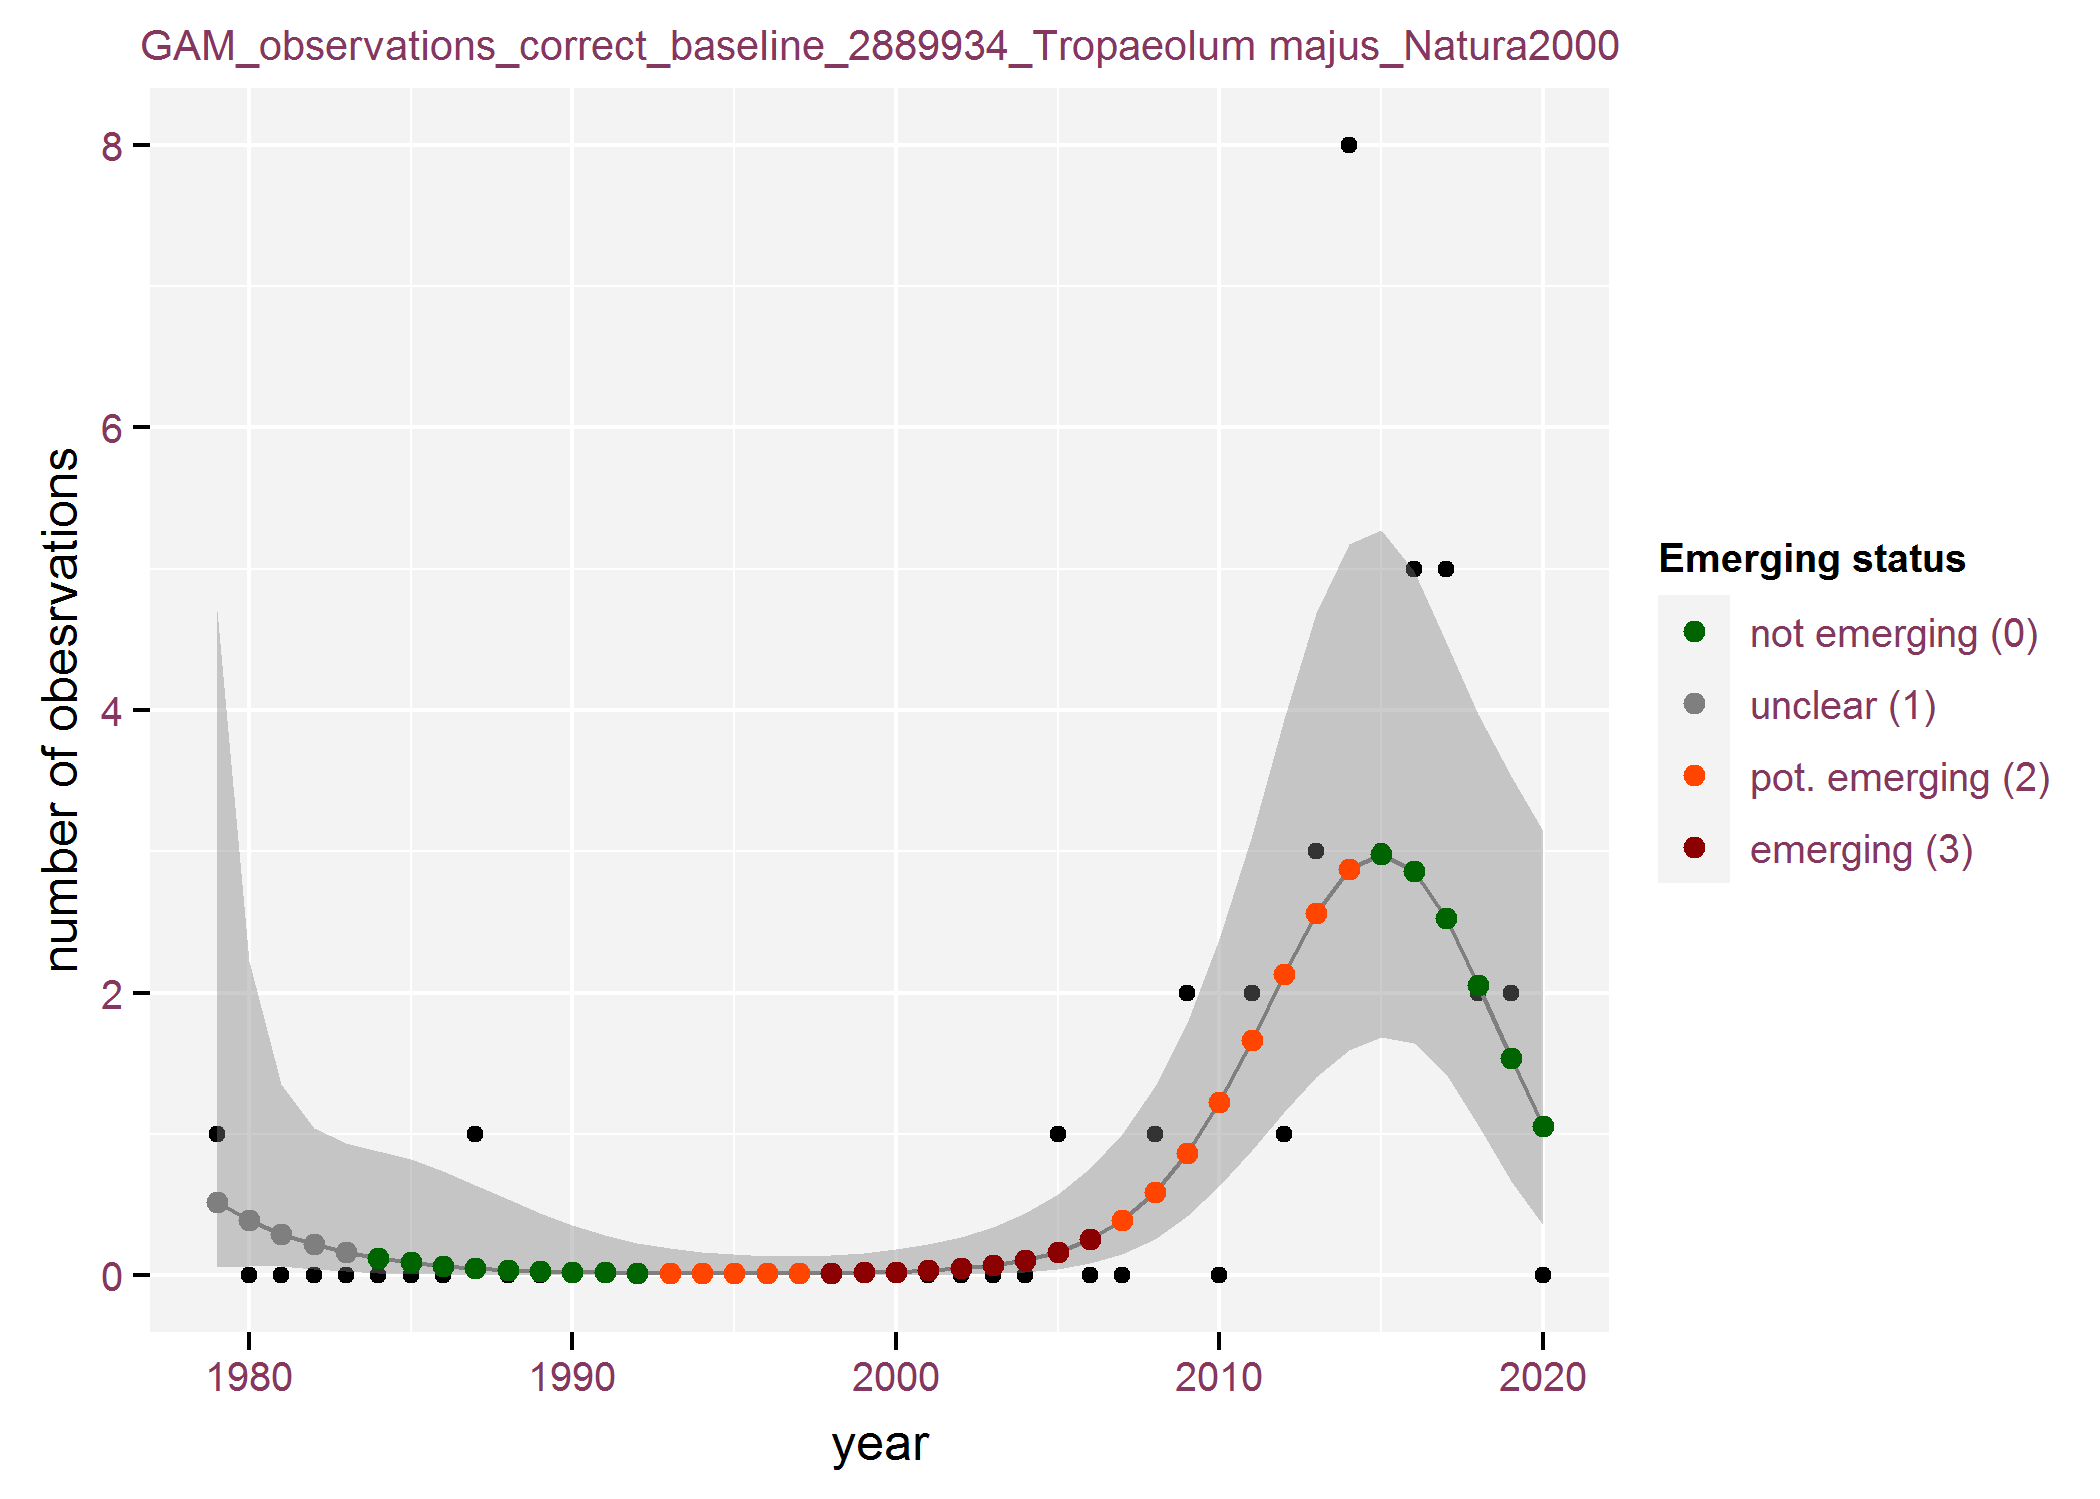 GAM_observations_correct_baseline_2889934_Tropaeolum majus_Natura2000
8
6
4
2
0
number of obesrvations
1980
1990
2000
2010
2020
year
Emerging status
not emerging (0)
unclear (1)
pot. emerging (2)
emerging (3)